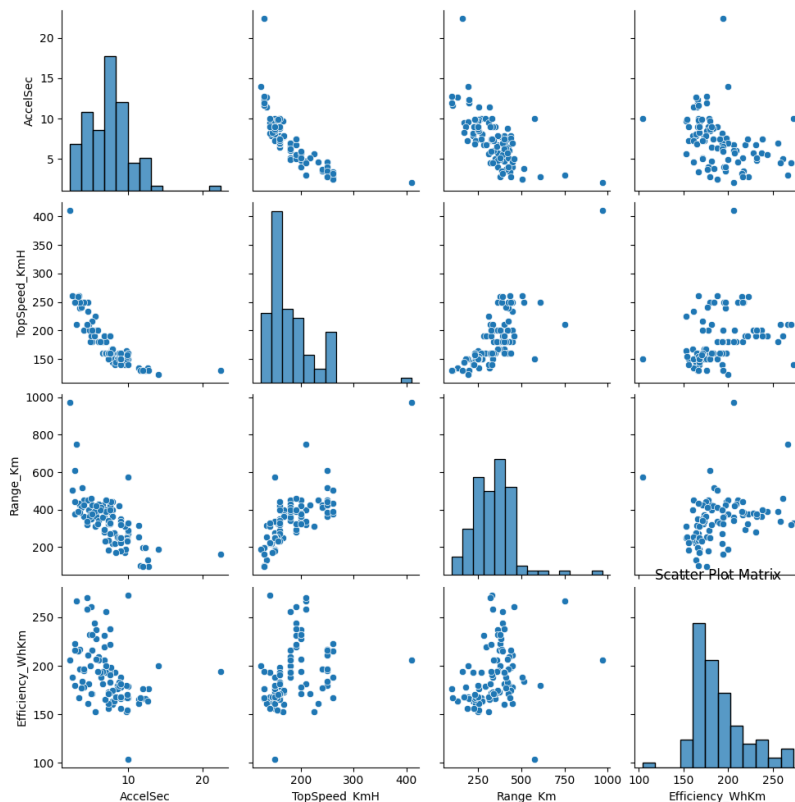 AccelSec
20
15
10
5
TopSpeed_KmH
400
350
300
250
200
150
Range_Km
1000
800
600
400
200
Scatter Plot Matrix
Efficiency_WhKm
250
200
150
100
10 20
200 300 400
250 500 750 1000
100 150 200 250
AccelSec TopSpeed_KmH Range_Km Efficiency_WhKm